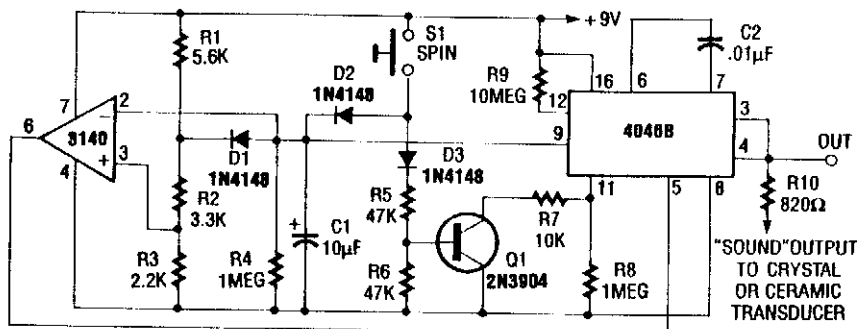 R1
5.6K
S1
SPIN
+9V
C2
.01µF
D2
1N4148
R9
10MEG
16
6
7
12
7
2
6
3140
−
+
3
4
9
4046B
3
4
OUT
D1
1N4148
D3
1N4148
11
5
8
R2
3.3K
R5
47K
R7
10K
R10
820Ω
C1
+
10µF
R3
2.2K
R4
1MEG
R6
47K
Q1
2N3904
R8
1MEG
"SOUND" OUTPUT
TO CRYSTAL
OR CERAMIC
TRANSDUCER